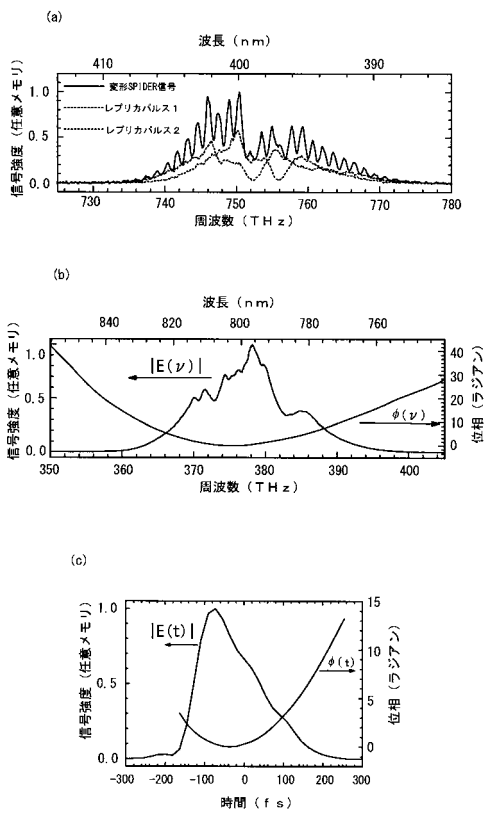 (a)
波長(nm)
410 400 390
変形SPIDER信号
レプリカパルス1
レプリカパルス2
信号強度(任意メモリ)
1.0
0.5
0.0
730 740 750 760 770 780
周波数(THz)
(b)
波長(nm)
840 820 800 780 760
信号強度(任意メモリ)
1.0
0.5
0.0
|E(ν)|
φ(ν)
40
30
20
10
0
位相(ラジアン)
350 360 370 380 390 400
周波数(THz)
(c)
信号強度(任意メモリ)
1.0
0.5
0.0
|E(t)|
φ(t)
15
10
5
0
位相(ラジアン)
-300 -200 -100 0 100 200 300
時間(fs)